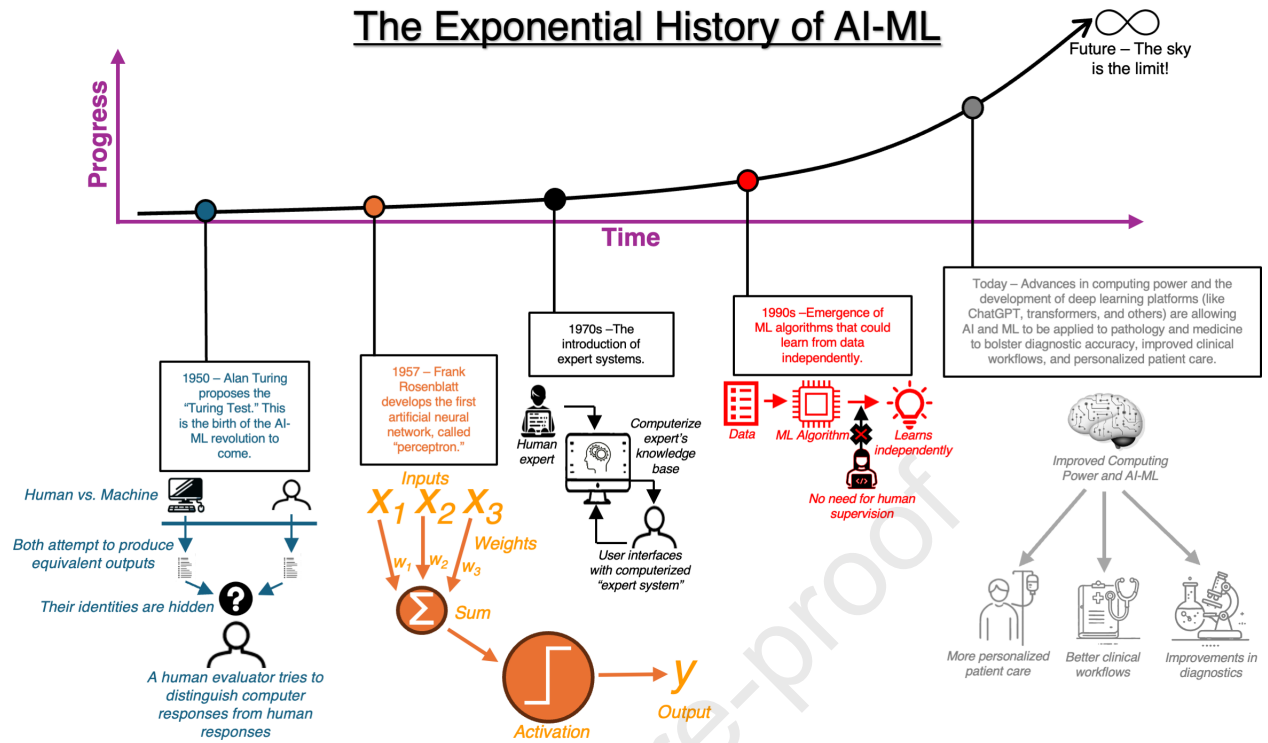 The Exponential History of AI-ML
Future – The sky
is the limit!
Progress
Time
1950 – Alan Turing
proposes the
“Turing Test.” This
is the birth of the AI-
ML revolution to
come.
Human vs. Machine
Both attempt to produce
equivalent outputs
Their identities are hidden
?
A human evaluator tries to
distinguish computer
responses from human
responses
1957 – Frank
Rosenblatt
develops the first
artificial neural
network, called
“perceptron.”
Inputs
x1 x2 x3
Weights
w1 w2 w3
Σ
Sum
Activation
y
Output
1970s –The
introduction of
expert systems.
Human
expert
Computerize
expert’s
knowledge
base
User interfaces
with computerized
“expert system”
1990s –Emergence of
ML algorithms that could
learn from data
independently.
Data
ML Algorithm
Learns
independently
No need for human
supervision
Today – Advances in computing power and the
development of deep learning platforms (like
ChatGPT, transformers, and others) are allowing
AI and ML to be applied to pathology and medicine
to bolster diagnostic accuracy, improved clinical
workflows, and personalized patient care.
Improved Computing
Power and AI-ML
More personalized
patient care
Better clinical
workflows
Improvements in
diagnostics
re-proof